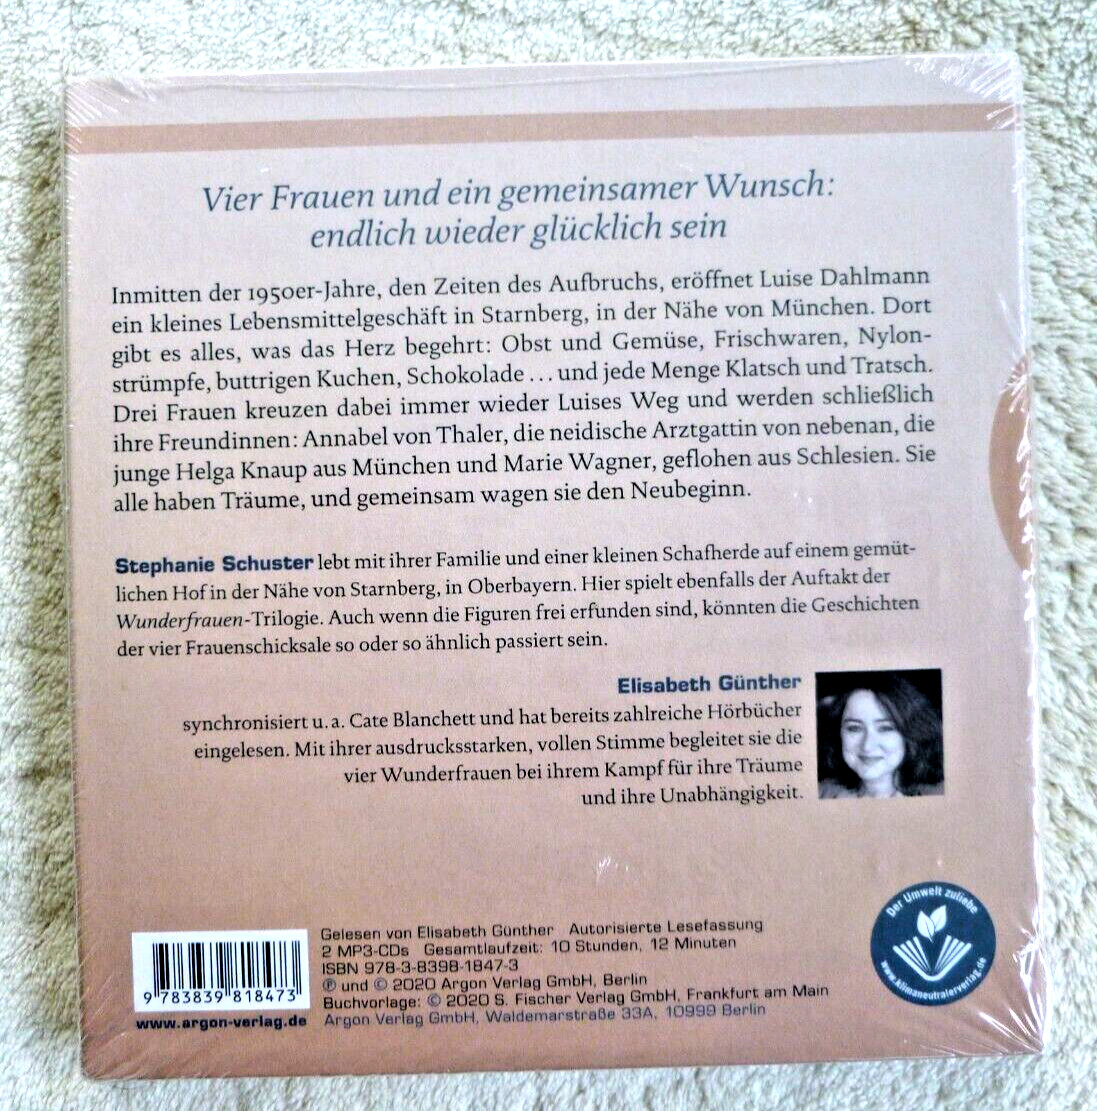 Vier Frauen und ein gemeinsamer Wunsch:
endlich wieder glücklich sein
Inmitten der 1950er-Jahre, den Zeiten des Aufbruchs, eröffnet Luise Dahlmann
ein kleines Lebensmittelgeschäft in Starnberg, in der Nähe von München. Dort
gibt es alles, was das Herz begehrt: Obst und Gemüse, Frischwaren, Nylon-
strümpfe, buttrigen Kuchen, Schokolade ... und jede Menge Klatsch und Tratsch.
Drei Frauen kreuzen dabei immer wieder Luises Weg und werden schließlich
ihre Freundinnen: Annabel von Thaler, die neidische Arztgattin von nebenan, die
junge Helga Knaup aus München und Marie Wagner, geflohen aus Schlesien. Sie
alle haben Träume, und gemeinsam wagen sie den Neubeginn.
Stephanie Schuster lebt mit ihrer Familie und einer kleinen Schafherde auf einem gemüt-
lichen Hof in der Nähe von Starnberg, in Oberbayern. Hier spielt ebenfalls der Auftakt der
Wunderfrauen-Trilogie. Auch wenn die Figuren frei erfunden sind, könnten die Geschichten
der vier Frauenschicksale so oder so ähnlich passiert sein.
Elisabeth Günther
synchronisiert u. a. Cate Blanchett und hat bereits zahlreiche Hörbücher
eingelesen. Mit ihrer ausdrucksstarken, vollen Stimme begleitet sie die
vier Wunderfrauen bei ihrem Kampf für ihre Träume
und ihre Unabhängigkeit.
Gelesen von Elisabeth Günther Autorisierte Lesefassung
2 MP3-CDs Gesamtlaufzeit: 10 Stunden, 12 Minuten
ISBN 978-3-8398-1847-3
℗ und © 2020 Argon Verlag GmbH, Berlin
Buchvorlage: © 2020 S. Fischer Verlag GmbH, Frankfurt am Main
Argon Verlag GmbH, Waldemarstraße 33A, 10999 Berlin
9 783839 818473
www.argon-verlag.de
Der Umwelt zuliebe
www.klimaneutralerverlag.de